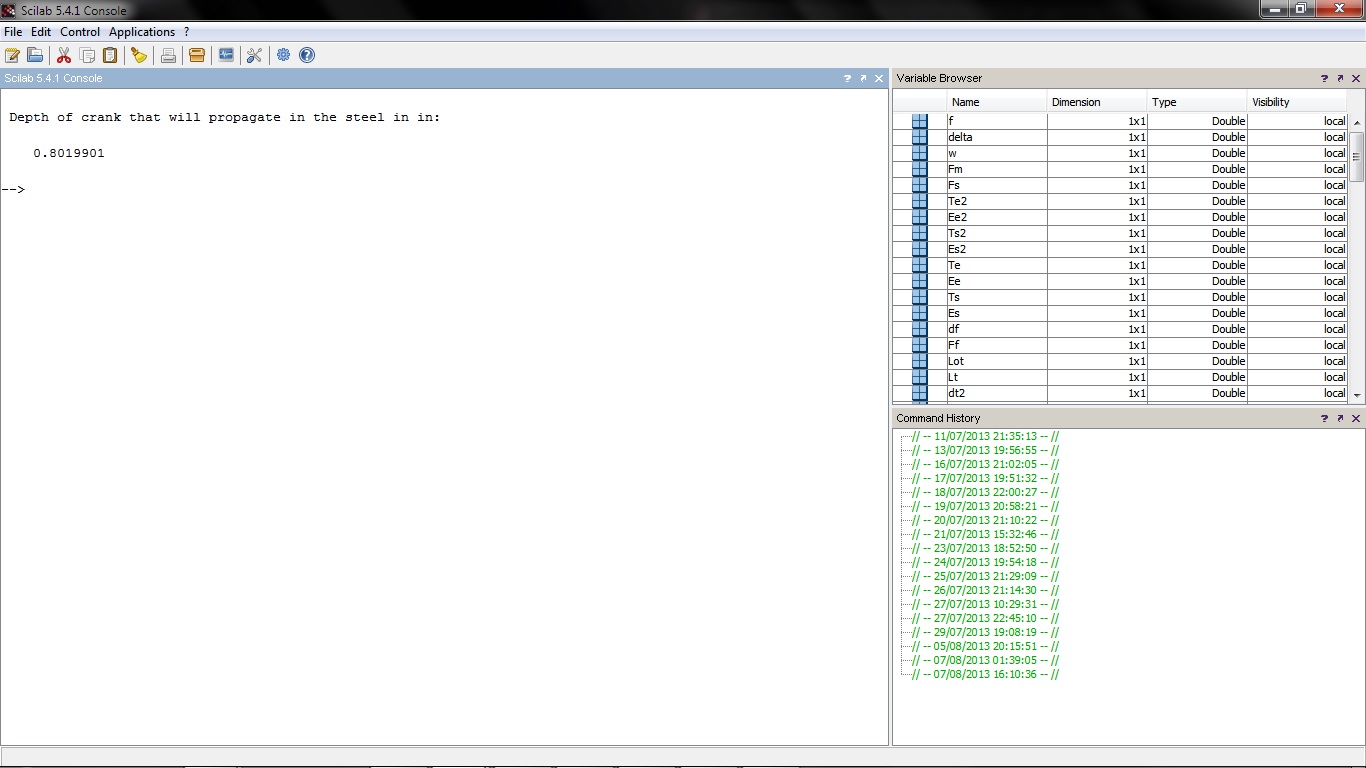 Scilab 5.4.1 Console
File Edit Control Applications ?
Scilab 5.4.1 Console ?
Depth of crank that will propagate in the steel in in:
0.8019901
-->
Variable Browser ?
Name Dimension Type Visibility
f 1x1 Double local
delta 1x1 Double local
w 1x1 Double local
Fm 1x1 Double local
Fs 1x1 Double local
Te2 1x1 Double local
Ee2 1x1 Double local
Ts2 1x1 Double local
Es2 1x1 Double local
Te 1x1 Double local
Ee 1x1 Double local
Ts 1x1 Double local
Es 1x1 Double local
df 1x1 Double local
Ff 1x1 Double local
Lot 1x1 Double local
Lt 1x1 Double local
dt2 1x1 Double local
Command History ?
// -- 11/07/2013 21:35:13 -- //
// -- 13/07/2013 19:56:55 -- //
// -- 16/07/2013 21:02:05 -- //
// -- 17/07/2013 19:51:32 -- //
// -- 18/07/2013 22:00:27 -- //
// -- 19/07/2013 20:58:21 -- //
// -- 20/07/2013 21:10:22 -- //
// -- 21/07/2013 15:32:46 -- //
// -- 23/07/2013 18:52:50 -- //
// -- 24/07/2013 19:54:18 -- //
// -- 25/07/2013 21:29:09 -- //
// -- 26/07/2013 21:14:30 -- //
// -- 27/07/2013 10:29:31 -- //
// -- 27/07/2013 22:45:10 -- //
// -- 29/07/2013 19:08:19 -- //
// -- 05/08/2013 20:15:51 -- //
// -- 07/08/2013 01:39:05 -- //
// -- 07/08/2013 16:10:36 -- //